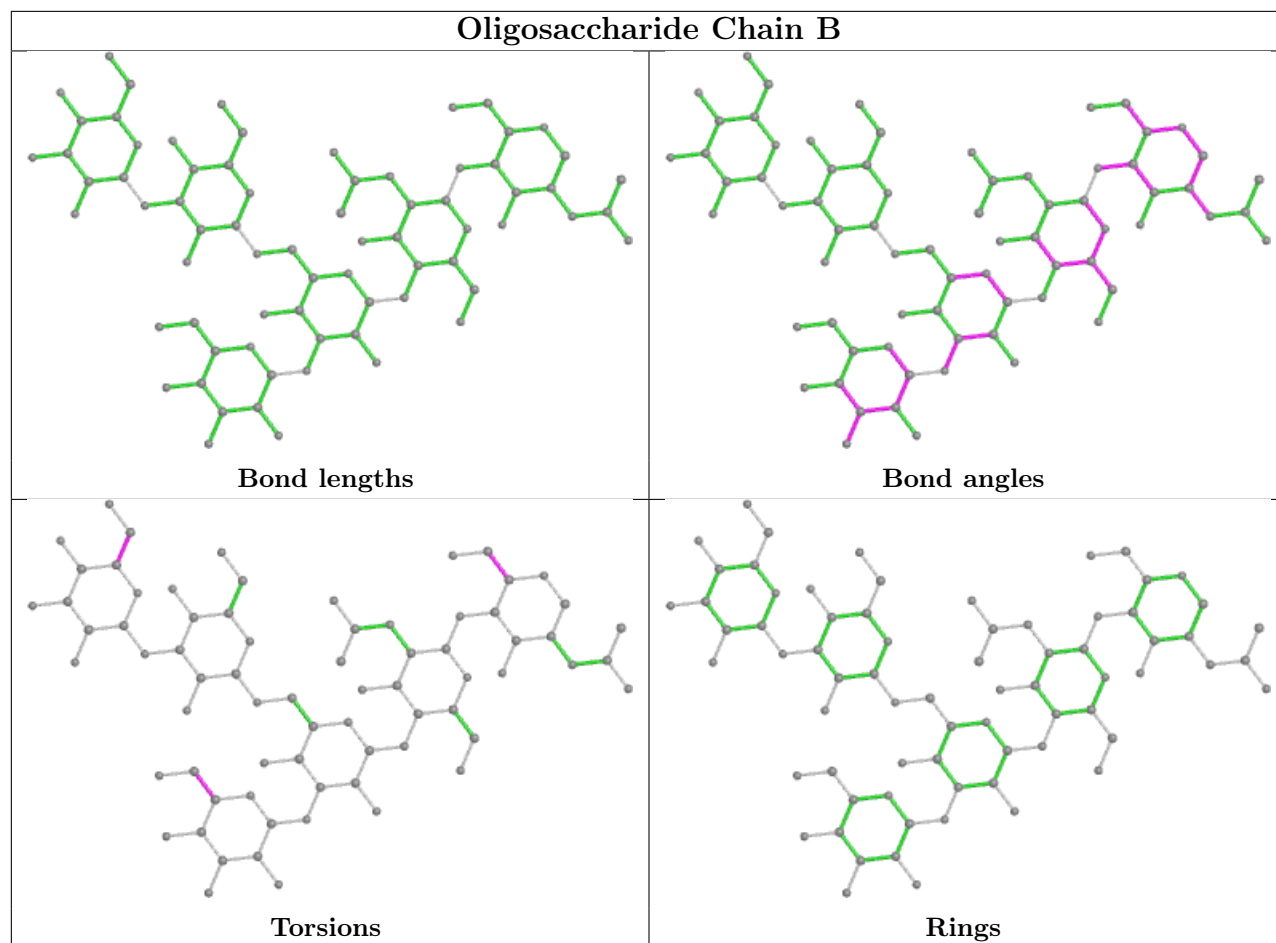 Oligosaccharide Chain B
Bond lengths
Bond angles
Torsions
Rings